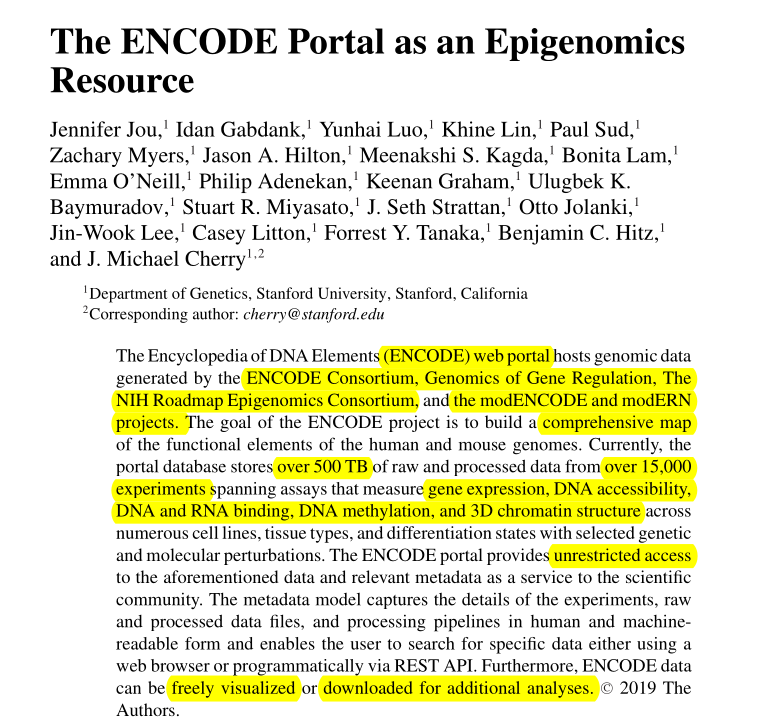 The ENCODE Portal as an Epigenomics
Resource
Jennifer Jou,1 Idan Gabdank,1 Yunhai Luo,1 Khine Lin,1 Paul Sud,1
Zachary Myers,1 Jason A. Hilton,1 Meenakshi S. Kagda,1 Bonita Lam,1
Emma O'Neill,1 Philip Adenekan,1 Keenan Graham,1 Ulugbek K.
Baymuradov,1 Stuart R. Miyasato,1 J. Seth Strattan,1 Otto Jolanki,1
Jin-Wook Lee,1 Casey Litton,1 Forrest Y. Tanaka,1 Benjamin C. Hitz,1
and J. Michael Cherry1,2
1Department of Genetics, Stanford University, Stanford, California
2Corresponding author: cherry@stanford.edu
The Encyclopedia of DNA Elements (ENCODE) web portal hosts genomic data
generated by the ENCODE Consortium, Genomics of Gene Regulation, The
NIH Roadmap Epigenomics Consortium, and the modENCODE and modERN
projects. The goal of the ENCODE project is to build a comprehensive map
of the functional elements of the human and mouse genomes. Currently, the
portal database stores over 500 TB of raw and processed data from over 15,000
experiments spanning assays that measure gene expression, DNA accessibility,
DNA and RNA binding, DNA methylation, and 3D chromatin structure across
numerous cell lines, tissue types, and differentiation states with selected genetic
and molecular perturbations. The ENCODE portal provides unrestricted access
to the aforementioned data and relevant metadata as a service to the scientific
community. The metadata model captures the details of the experiments, raw
and processed data files, and processing pipelines in human and machine-
readable form and enables the user to search for specific data either using a
web browser or programmatically via REST API. Furthermore, ENCODE data
can be freely visualized or downloaded for additional analyses. © 2019 The
Authors.